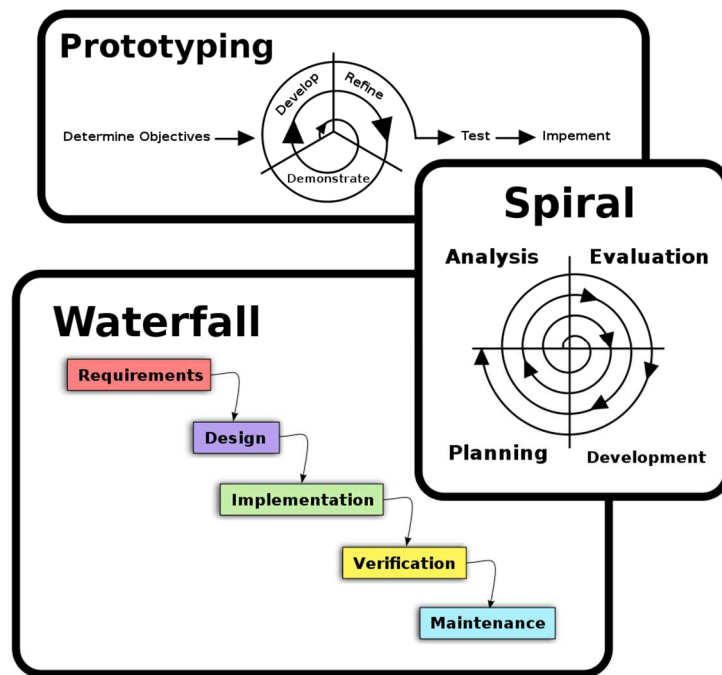 Prototyping
Determine Objectives
Develop
Refine
Demonstrate
Test
Impement
Spiral
Analysis
Evaluation
Planning
Development
Waterfall
Requirements
Design
Implementation
Verification
Maintenance